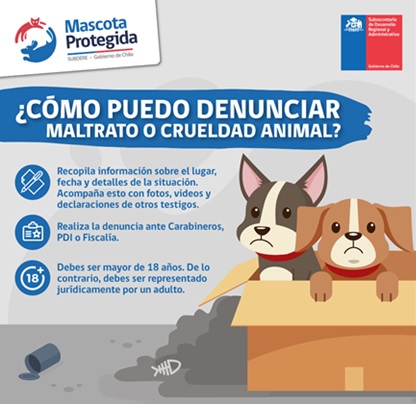 Mascota
Protegida
SUBDERE - Gobierno de Chile
Subsecretaría
de Desarrollo
Regional y
Administrativo
Gobierno de Chile
¿CÓMO PUEDO DENUNCIAR
MALTRATO O CRUELDAD ANIMAL?
Recopila información sobre el lugar,
fecha y detalles de la situación.
Acompaña esto con fotos, videos y
declaraciones de otros testigos.
Realiza la denuncia ante Carabineros,
PDI o Fiscalía.
18+
Debes ser mayor de 18 años. De lo
contrario, debes ser representado
jurídicamente por un adulto.